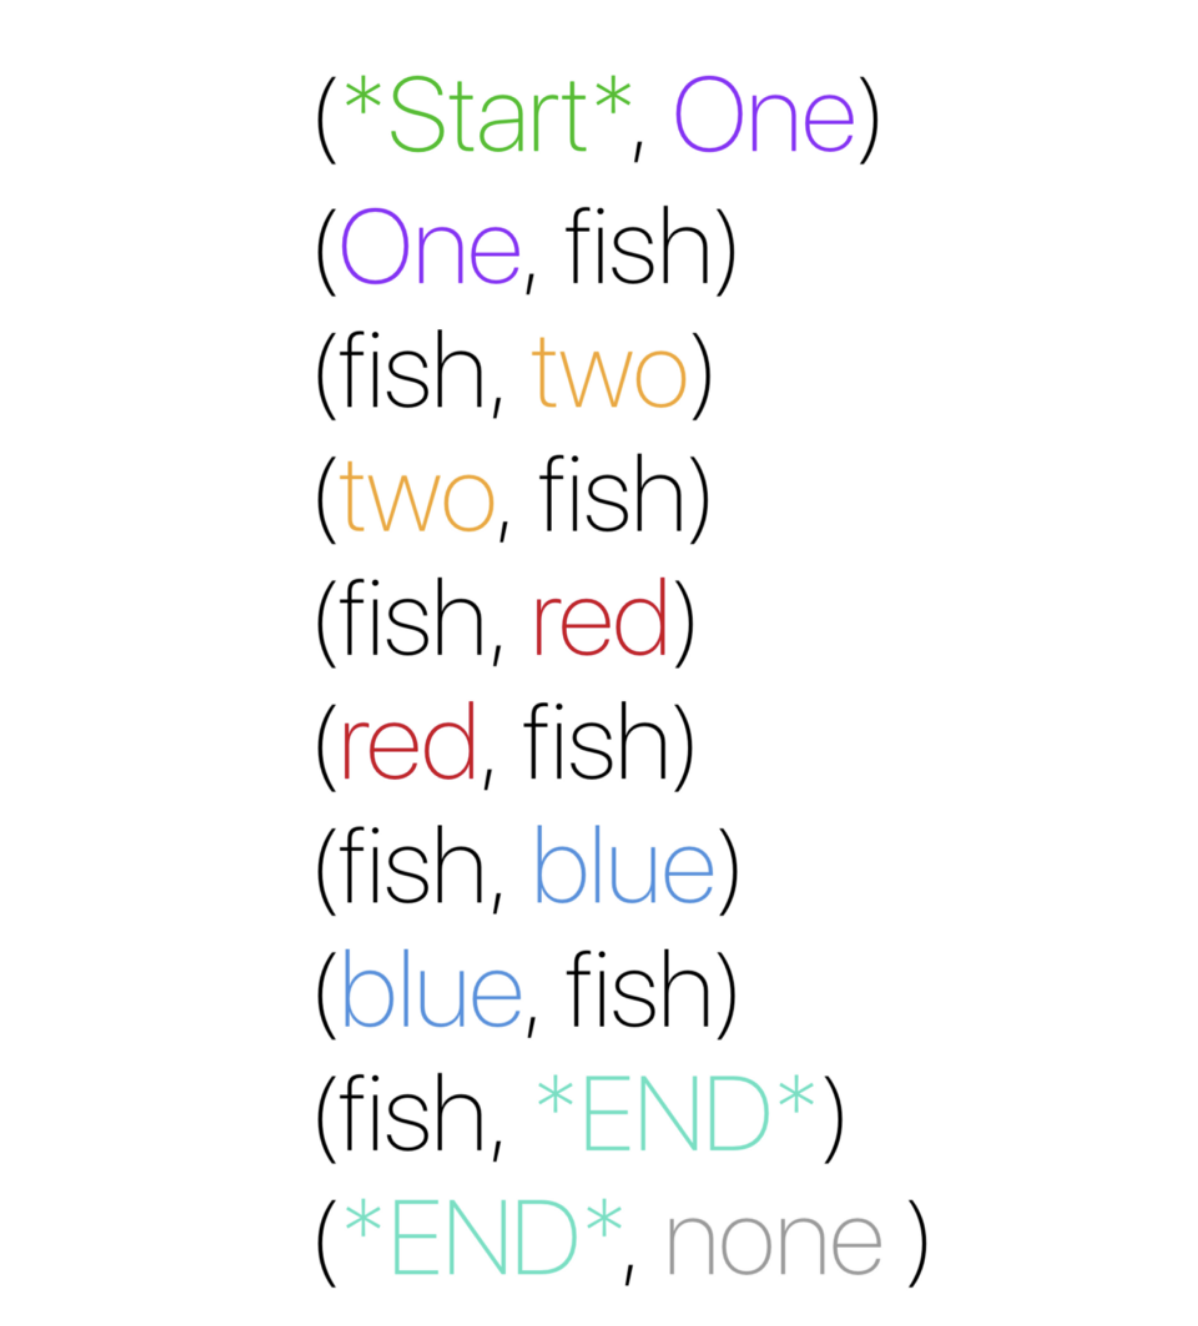 (*Start*, One)
(One, fish)
(fish, two)
(two, fish)
(fish, red)
(red, fish)
(fish, blue)
(blue, fish)
(fish, *END*)
(*END*, none )